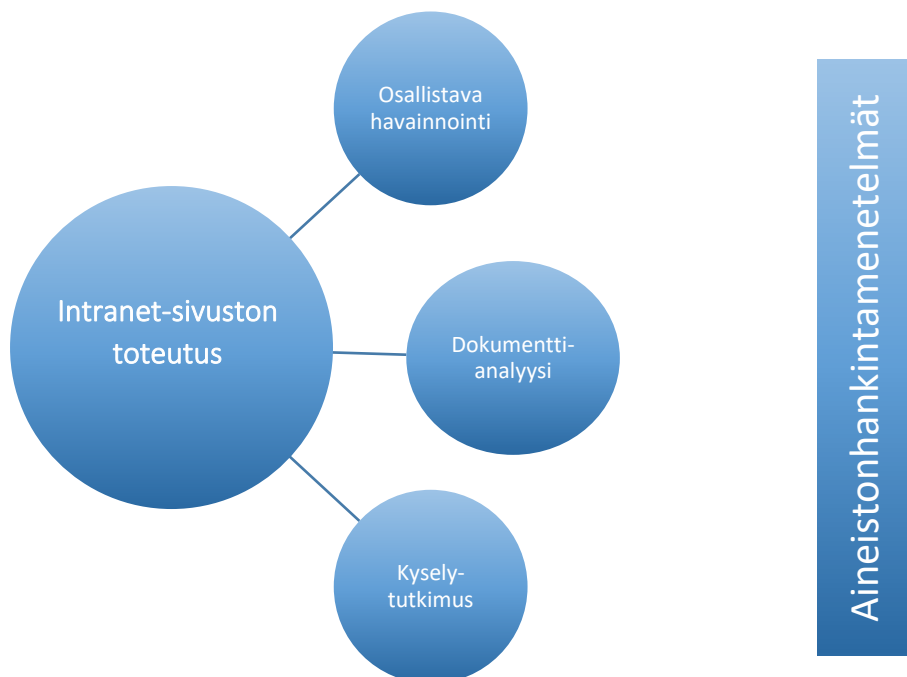 Osallistava
havainnointi
Intranet-sivuston
toteutus
Dokumentti-
analyysi
Kysely-
tutkimus
Aineistonhankintamenetelmät